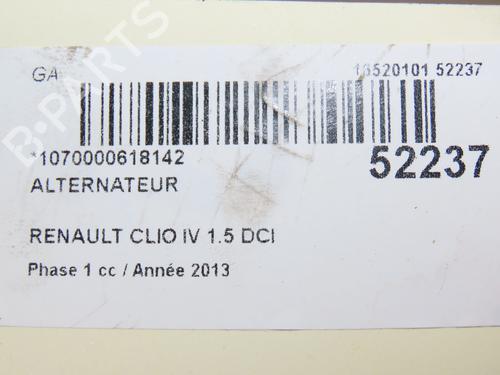 GA
16520101 52237
*1070000618142
52237
ALTERNATEUR
RENAULT CLIO IV 1.5 DCI
Phase 1 cc / Année 2013
B-PARTS